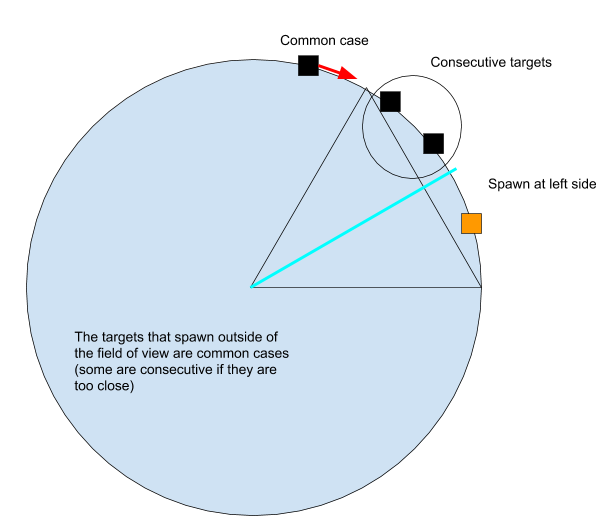 Common case
Consecutive targets
Spawn at left side
The targets that spawn outside of
the field of view are common cases
(some are consecutive if they are
too close)